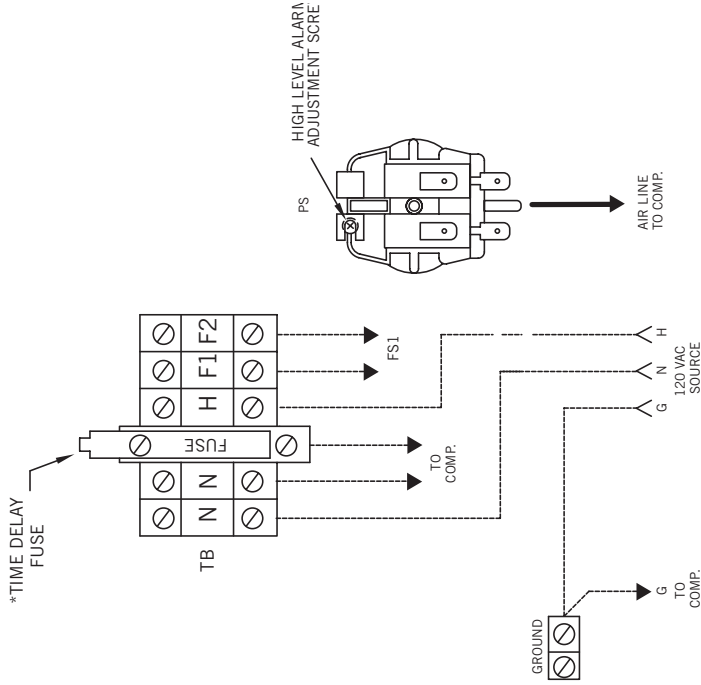 *TIME DELAY
FUSE
HIGH LEVEL ALARM
ADJUSTMENT SCRE
PS
TB
N
N
FUSE
H
F1
F2
FS1
TO
COMP.
AIR LINE
TO COMP.
GROUND
G
TO
COMP.
G
N
H
120 VAC
SOURCE